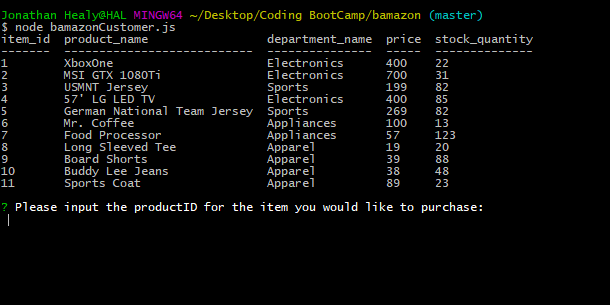 Jonathan Healy@HAL MINGW64 ~/Desktop/Coding BootCamp/bamazon (master)
$ node bamazonCustomer.js
item_id  product_name                 department_name  price  stock_quantity
-------  ---------------------------  ---------------  -----  --------------
1        XboxOne                      Electronics      400    22
2        MSI GTX 1080Ti               Electronics      700    31
3        USMNT Jersey                 Sports           199    82
4        57' LG LED TV                Electronics      400    85
5        German National Team Jersey  Sports           269    82
6        Mr. Coffee                   Appliances       100    13
7        Food Processor               Appliances       57     123
8        Long Sleeved Tee             Apparel          19     20
9        Board Shorts                 Apparel          39     88
10       Buddy Lee Jeans              Apparel          38     48
11       Sports Coat                  Apparel          89     23
? Please input the productID for the item you would like to purchase: